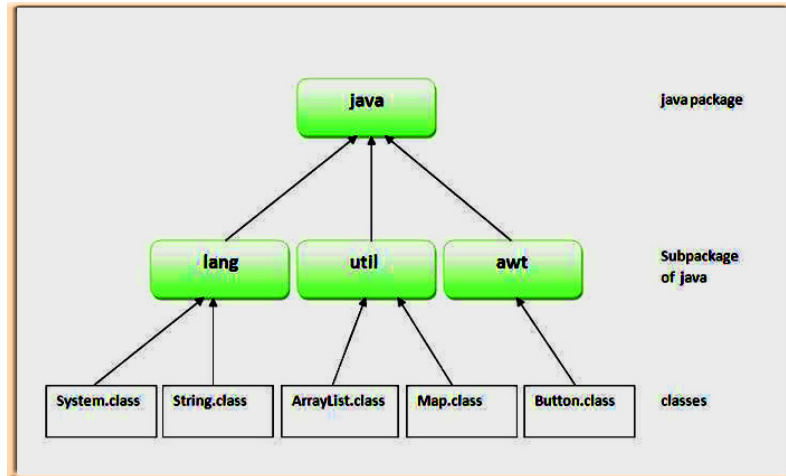 java
java package
lang
util
awt
Subpackage
of java
System.class
String.class
ArrayList.class
Map.class
Button.class
classes